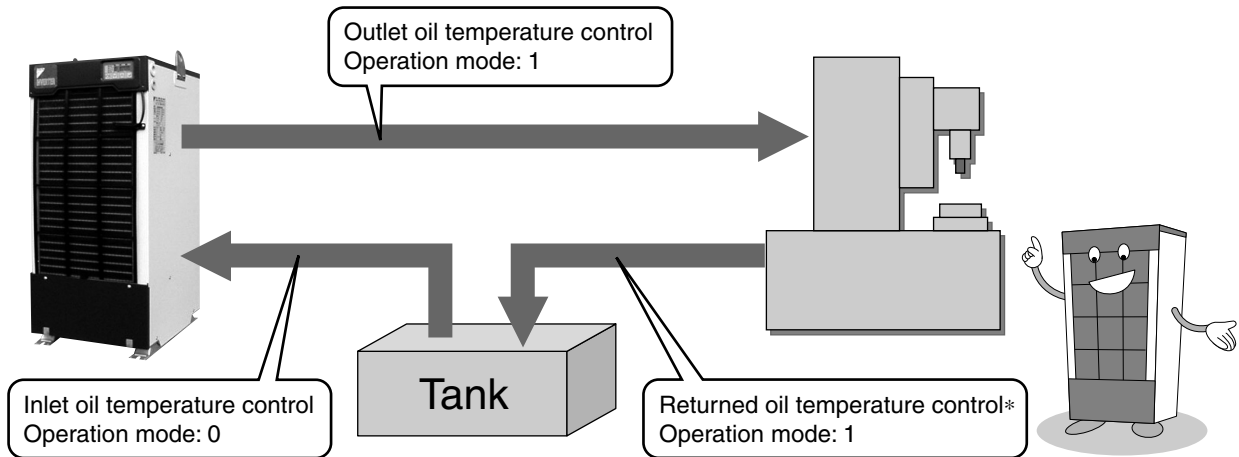 Outlet oil temperature control
Operation mode: 1
Tank
Inlet oil temperature control
Operation mode: 0
Returned oil temperature control*
Operation mode: 1